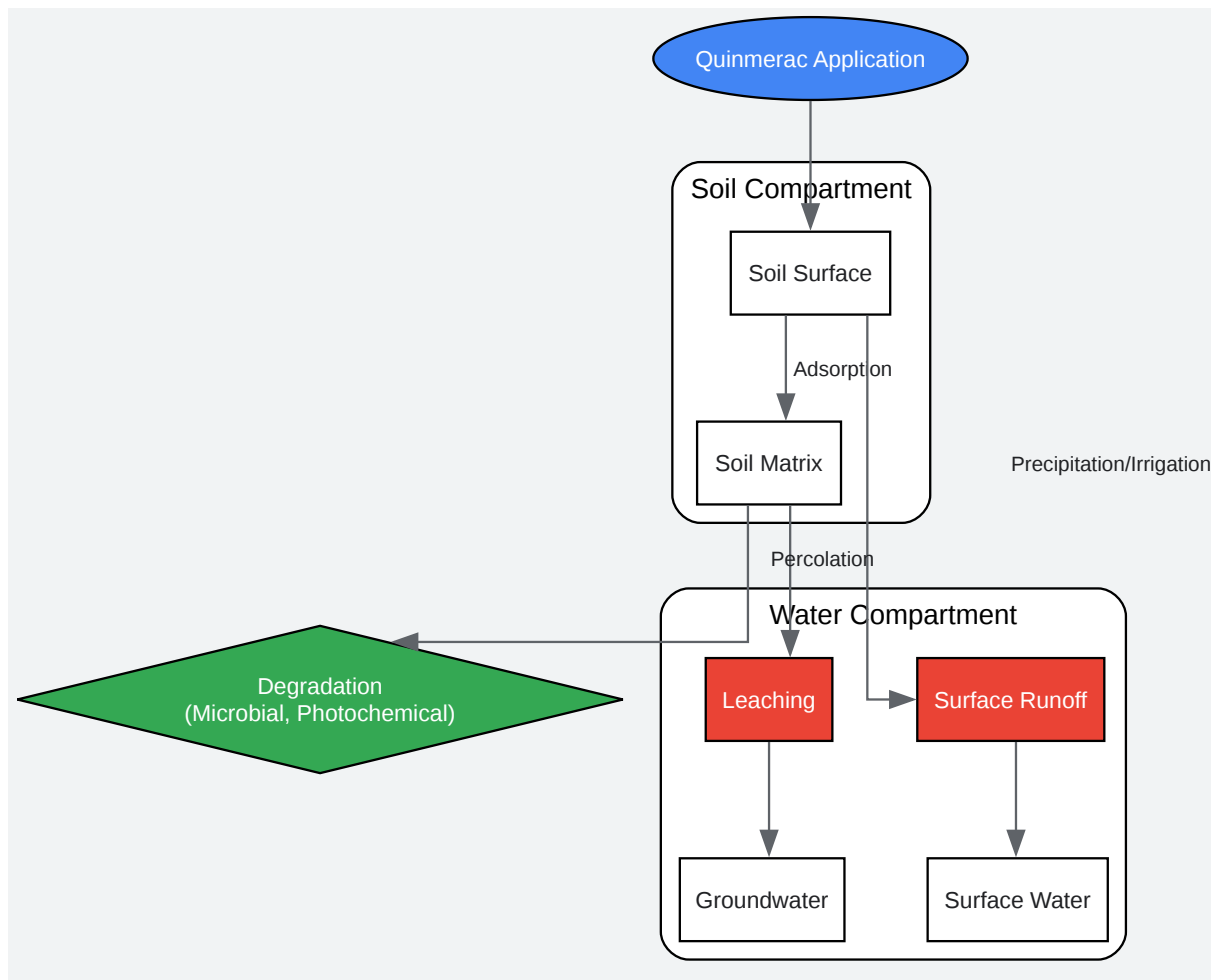 Quinmerac Application
Soil Compartment
Soil Surface
Adsorption
Soil Matrix
Precipitation/Irrigation
Percolation
Water Compartment
Degradation
(Microbial, Photochemical)
Leaching
Surface Runoff
Groundwater
Surface Water